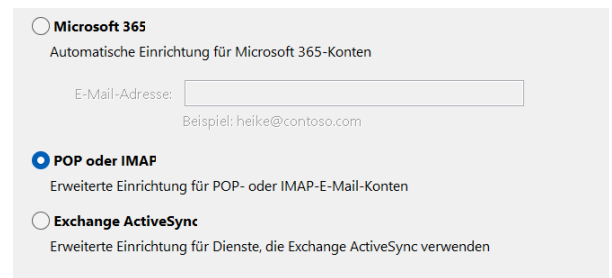 Microsoft 365
Automatische Einrichtung für Microsoft 365-Konten
E-Mail-Adresse:
Beispiel: heike@contoso.com
POP oder IMAP
Erweiterte Einrichtung für POP- oder IMAP-E-Mail-Konten
Exchange ActiveSync
Erweiterte Einrichtung für Dienste, die Exchange ActiveSync verwenden